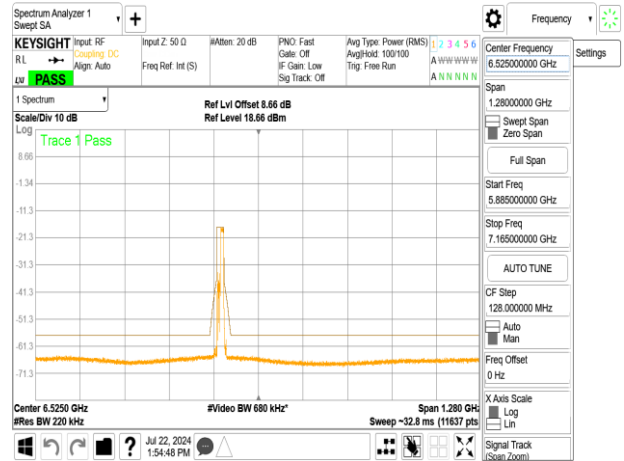 Spectrum Analyzer 1
Swept SA
Frequency
Settings
KEYSIGHT
RL
LXI PASS
Input: RF
Coupling: DC
Align: Auto
Input Z: 50 Ω
Freq Ref: Int (S)
#Atten: 20 dB
PNO: Fast
Gate: Off
IF Gain: Low
Sig Track: Off
Avg Type: Power (RMS)
Avg|Hold: 100/100
Trig: Free Run
1 2 3 4 5 6
A W W W W W
A N N N N N
1 Spectrum
Scale/Div 10 dB
Ref Lvl Offset 8.66 dB
Ref Level 18.66 dBm
Log
Trace 1 Pass
8.66
-1.34
-11.3
-21.3
-31.3
-41.3
-51.3
-61.3
-71.3
Center 6.5250 GHz
#Res BW 220 kHz
#Video BW 680 kHz*
Span 1.280 GHz
Sweep ~32.8 ms (11637 pts
Jul 22, 2024
1:54:48 PM
?
Center Frequency
6.525000000 GHz
Span
1.28000000 GHz
Swept Span
Zero Span
Full Span
Start Freq
5.885000000 GHz
Stop Freq
7.165000000 GHz
AUTO TUNE
CF Step
128.000000 MHz
Auto
Man
Freq Offset
0 Hz
X Axis Scale
Log
Lin
Signal Track
(Span Zoom)